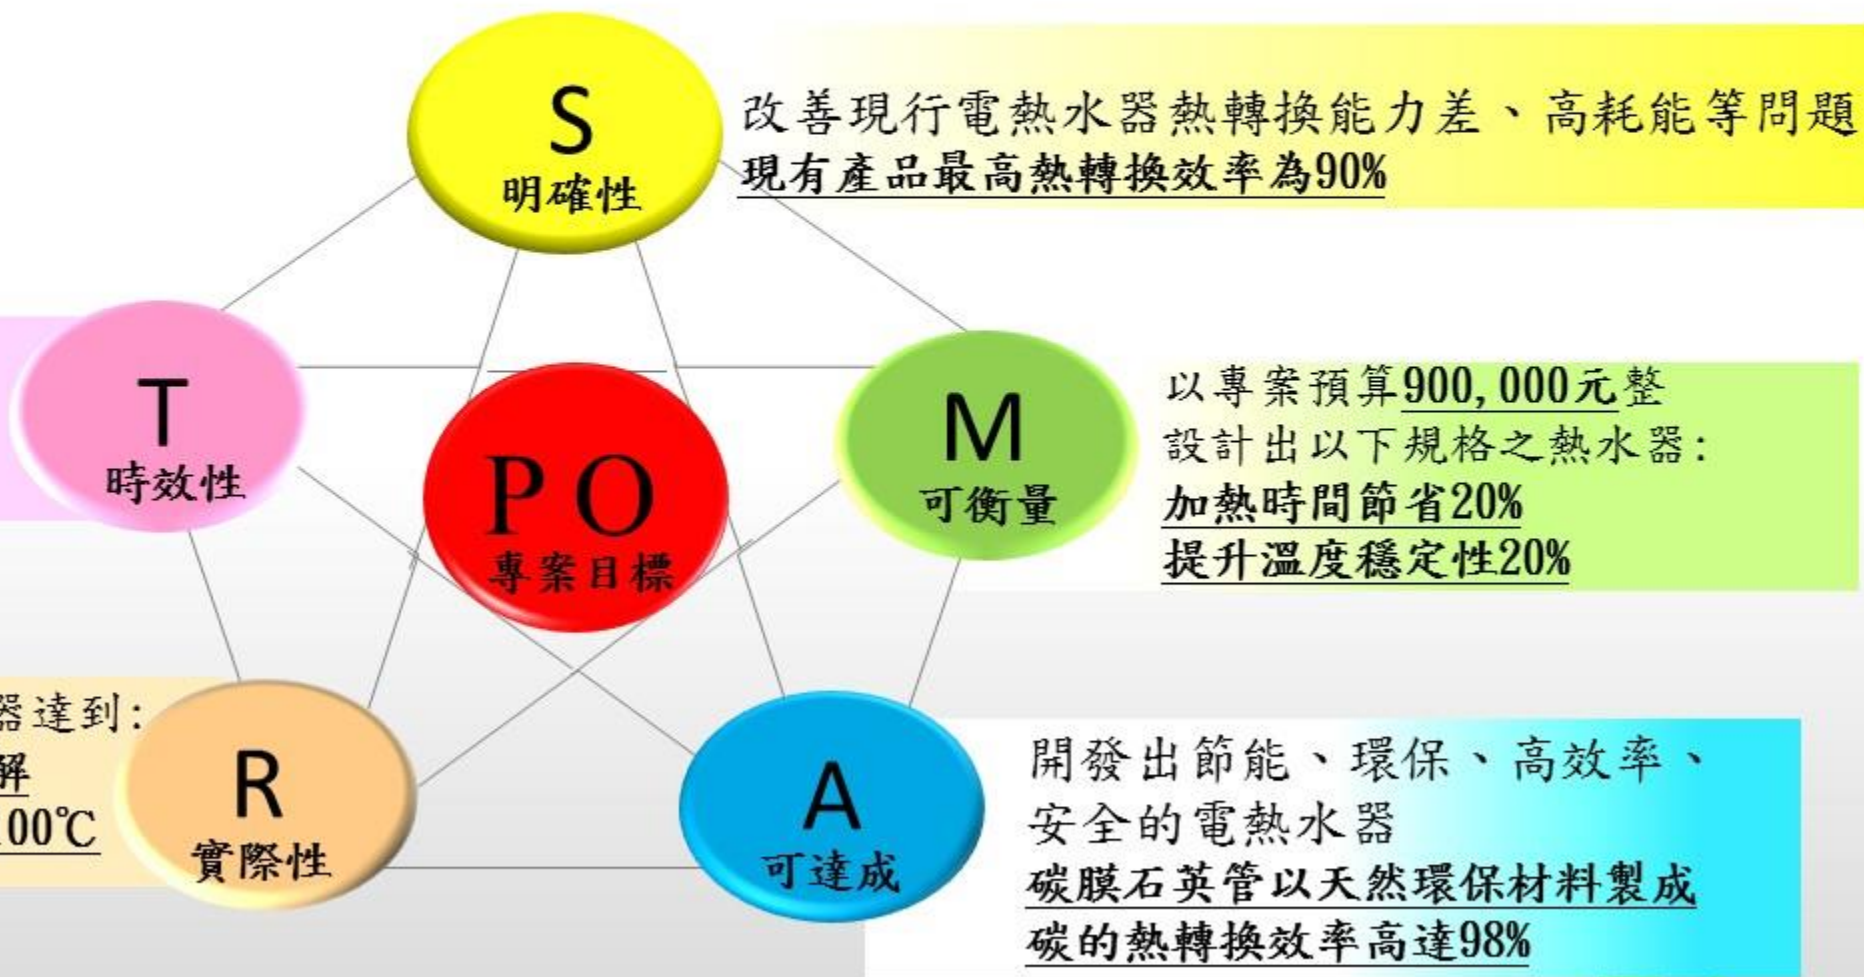 S
明確性
改善現行電熱水器熱轉換能力差、高耗能等問題
現有產品最高熱轉換效率為90%
T
時效性
PO
專案目標
M
可衡量
以專案預算900,000元整
設計出以下規格之熱水器:
加熱時間節省20%
提升溫度穩定性20%
器達到:
解
00℃
R
實際性
A
可達成
開發出節能、環保、高效率、
安全的電熱水器
碳膜石英管以天然環保材料製成
碳的熱轉換效率高達98%